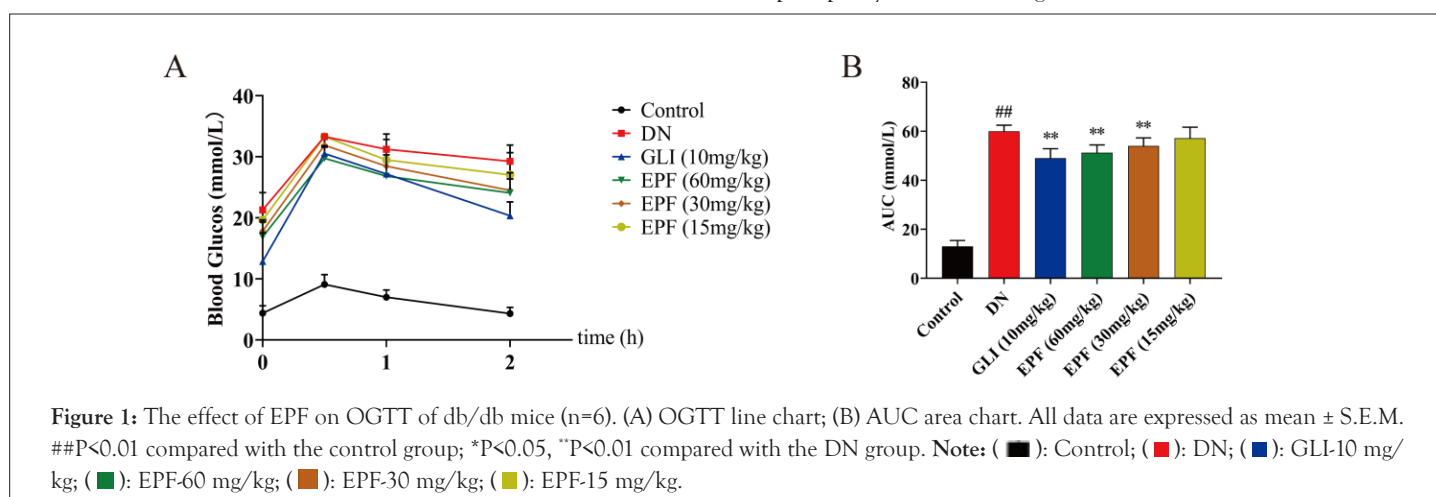 A
B
40
30
20
10
0
Blood Glucos (mmol/L)
0
1
2
time (h)
Control
DN
GLI (10mg/kg)
EPF (60mg/kg)
EPF (30mg/kg)
EPF (15mg/kg)
80
60
40
20
0
AUC (mmol/L)
##
**
**
**
Control
DN
GLI (10mg/kg)
EPF (60mg/kg)
EPF (30mg/kg)
EPF (15mg/kg)
Figure 1: The effect of EPF on OGTT of db/db mice (n=6). (A) OGTT line chart; (B) AUC area chart. All data are expressed as mean ± S.E.M.
##P<0.01 compared with the control group; *P<0.05, **P<0.01 compared with the DN group. Note: ( ): Control; ( ): DN; ( ): GLI-10 mg/
kg; ( ): EPF-60 mg/kg; ( ): EPF-30 mg/kg; ( ): EPF-15 mg/kg.